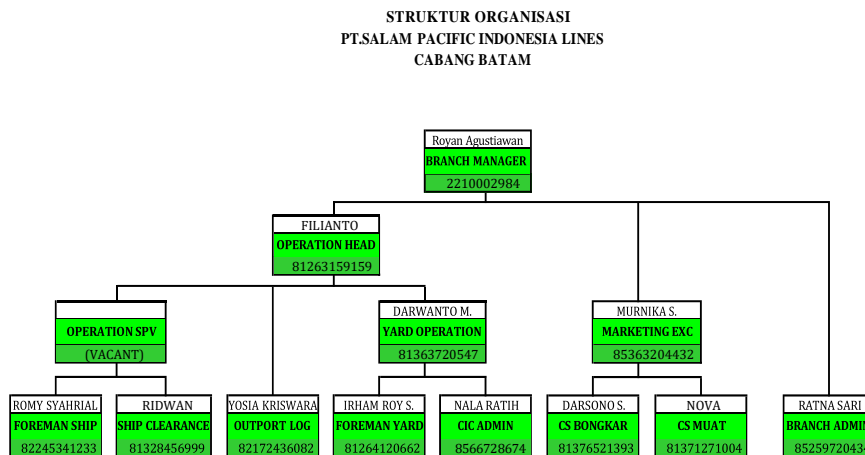 STRUKTUR ORGANISASI
PT.SALAM PACIFIC INDONESIA LINES
CABANG BATAM
Royan Agustiawan
BRANCH MANAGER
2210002984
FILIANTO
OPERATION HEAD
81263159159
OPERATION SPV
(VACANT)
DARWANTO M.
YARD OPERATION
81363720547
MURNIKA S.
MARKETING EXC
85363204432
ROMY SYAHRIAL
FOREMAN SHIP
82245341233
RIDWAN
SHIP CLEARANCE
81328456999
YOSIA KRISWARA
OUTPORT LOG
82172436082
IRHAM ROY S.
FOREMAN YARD
81264120662
NALA RATIH
CIC ADMIN
8566728674
DARSONO S.
CS BONGKAR
81376521393
NOVA
CS MUAT
81371271004
RATNA SARI
BRANCH ADMIN